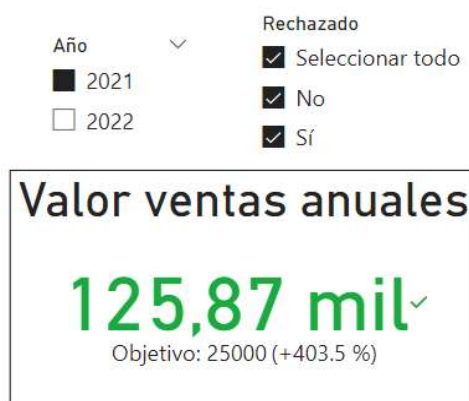 Año
2021
2022
Rechazado
Seleccionar todo
No
Sí
Valor ventas anuales
125,87 mil
Objetivo: 25000 (+403.5 %)